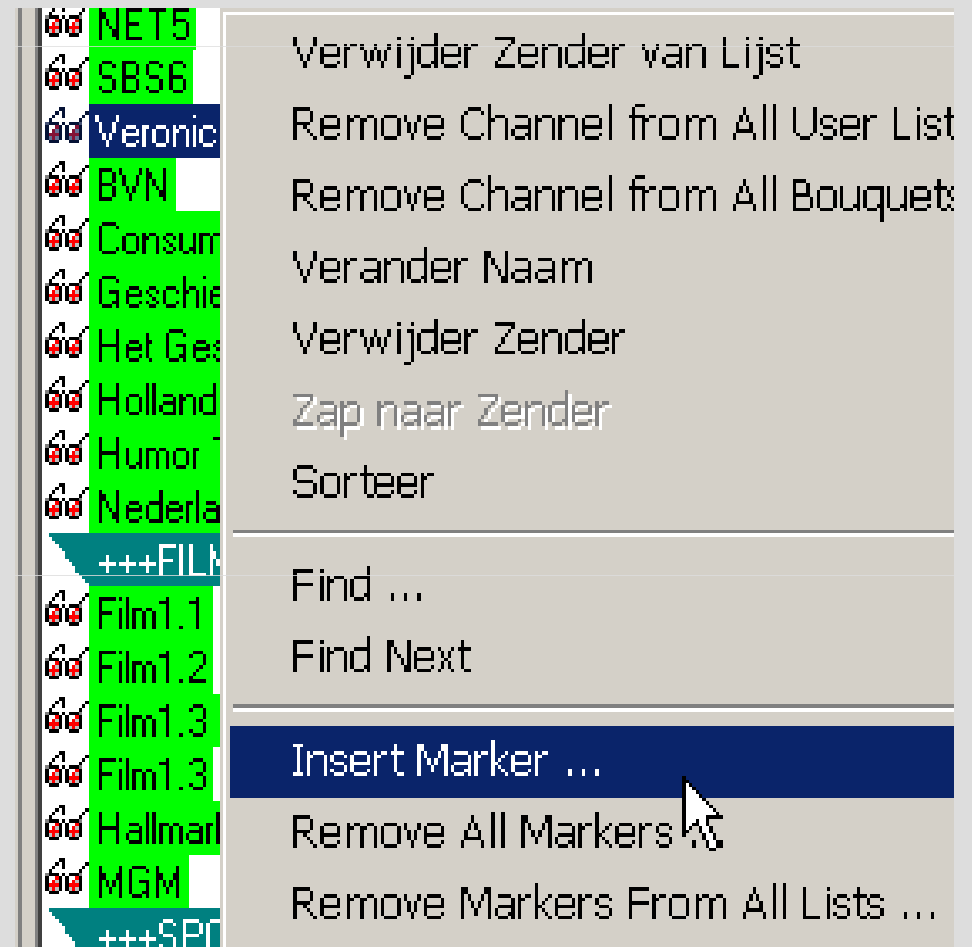 NET5
SBS6
Veronic
BVN
Consum
Geschie
Het Ges
Holland
Humor
Nederla
+++FILM
Film1.1
Film1.2
Film1.3
Film1.3
Hallmark
MGM
+++SPO
Verwijder Zender van Lijst
Remove Channel from All User List
Remove Channel from All Bouquets
Verander Naam
Verwijder Zender
Zap naar Zender
Sorteer
Find ...
Find Next
Insert Marker ...
Remove All Markers ...
Remove Markers From All Lists ...